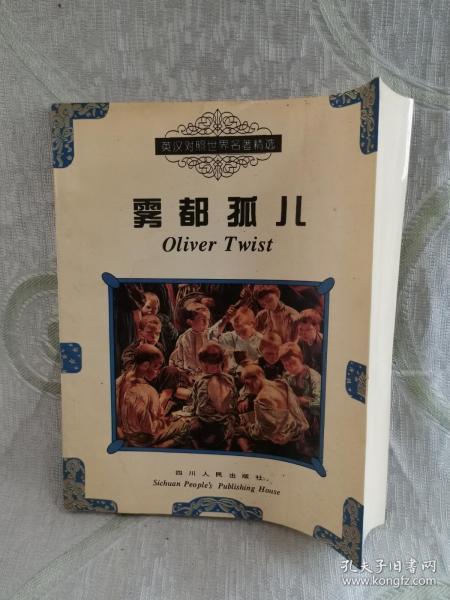 英汉对照世界名著精选
雾都孤儿
Oliver Twist
四川人民出版社
Sichuan People's Publishing House
孔夫子旧书网
www.kongfz.com